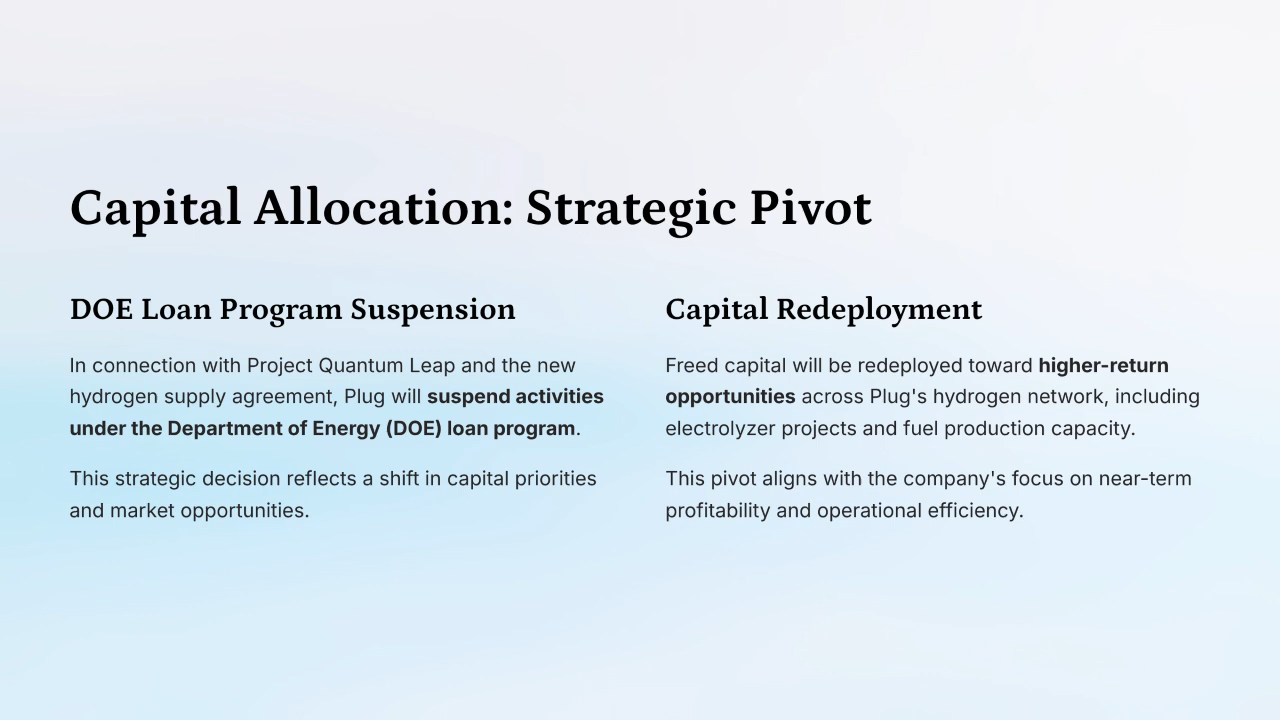 Capital Allocation: Strategic Pivot
DOE Loan Program Suspension
In connection with Project Quantum Leap and the new
hydrogen supply agreement, Plug will suspend activities
under the Department of Energy (DOE) loan program.
This strategic decision reflects a shift in capital priorities
and market opportunities.
Capital Redeployment
Freed capital will be redeployed toward higher-return
opportunities across Plug's hydrogen network, including
electrolyzer projects and fuel production capacity.
This pivot aligns with the company's focus on near-term
profitability and operational efficiency.